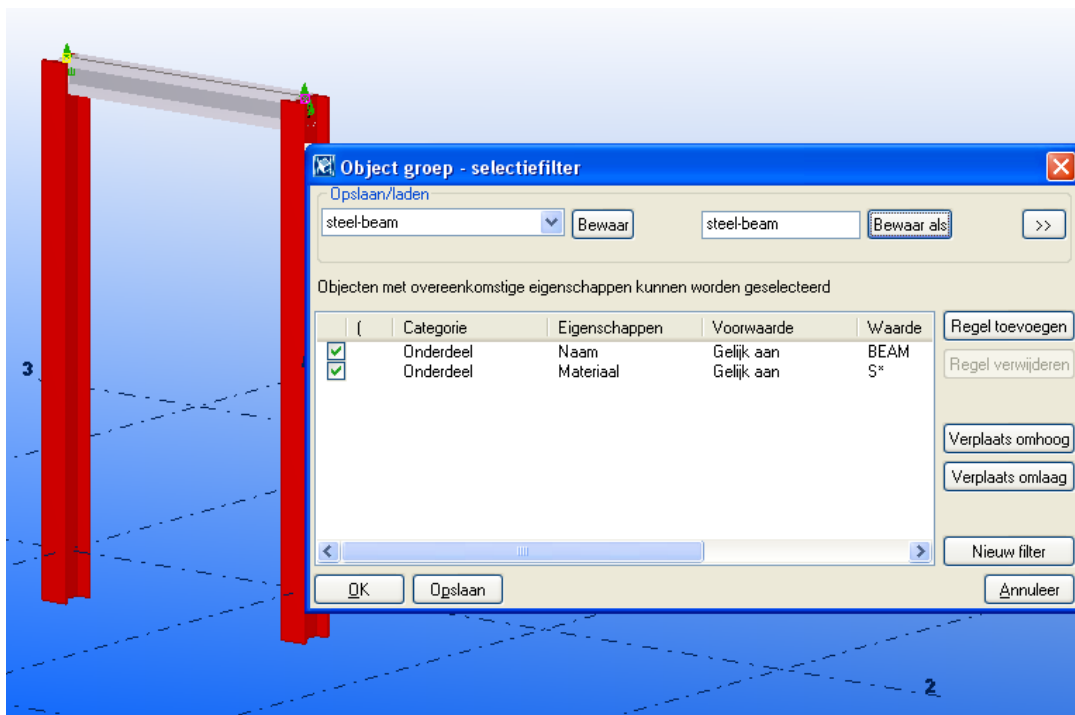 Object groep - selectiefilter
Opslaan/laden
steel-beam Bewaar steel-beam Bewaar als >>
Objecten met overeenkomstige eigenschappen kunnen worden geselecteerd
( Categorie Eigenschappen Voorwaarde Waarde
Onderdeel Naam Gelijk aan BEAM
Onderdeel Materiaal Gelijk aan S*
Regel toevoegen
Regel verwijderen
Verplaats omhoog
Verplaats omlaag
Nieuw filter
OK Opslaan Annuleer
3
2